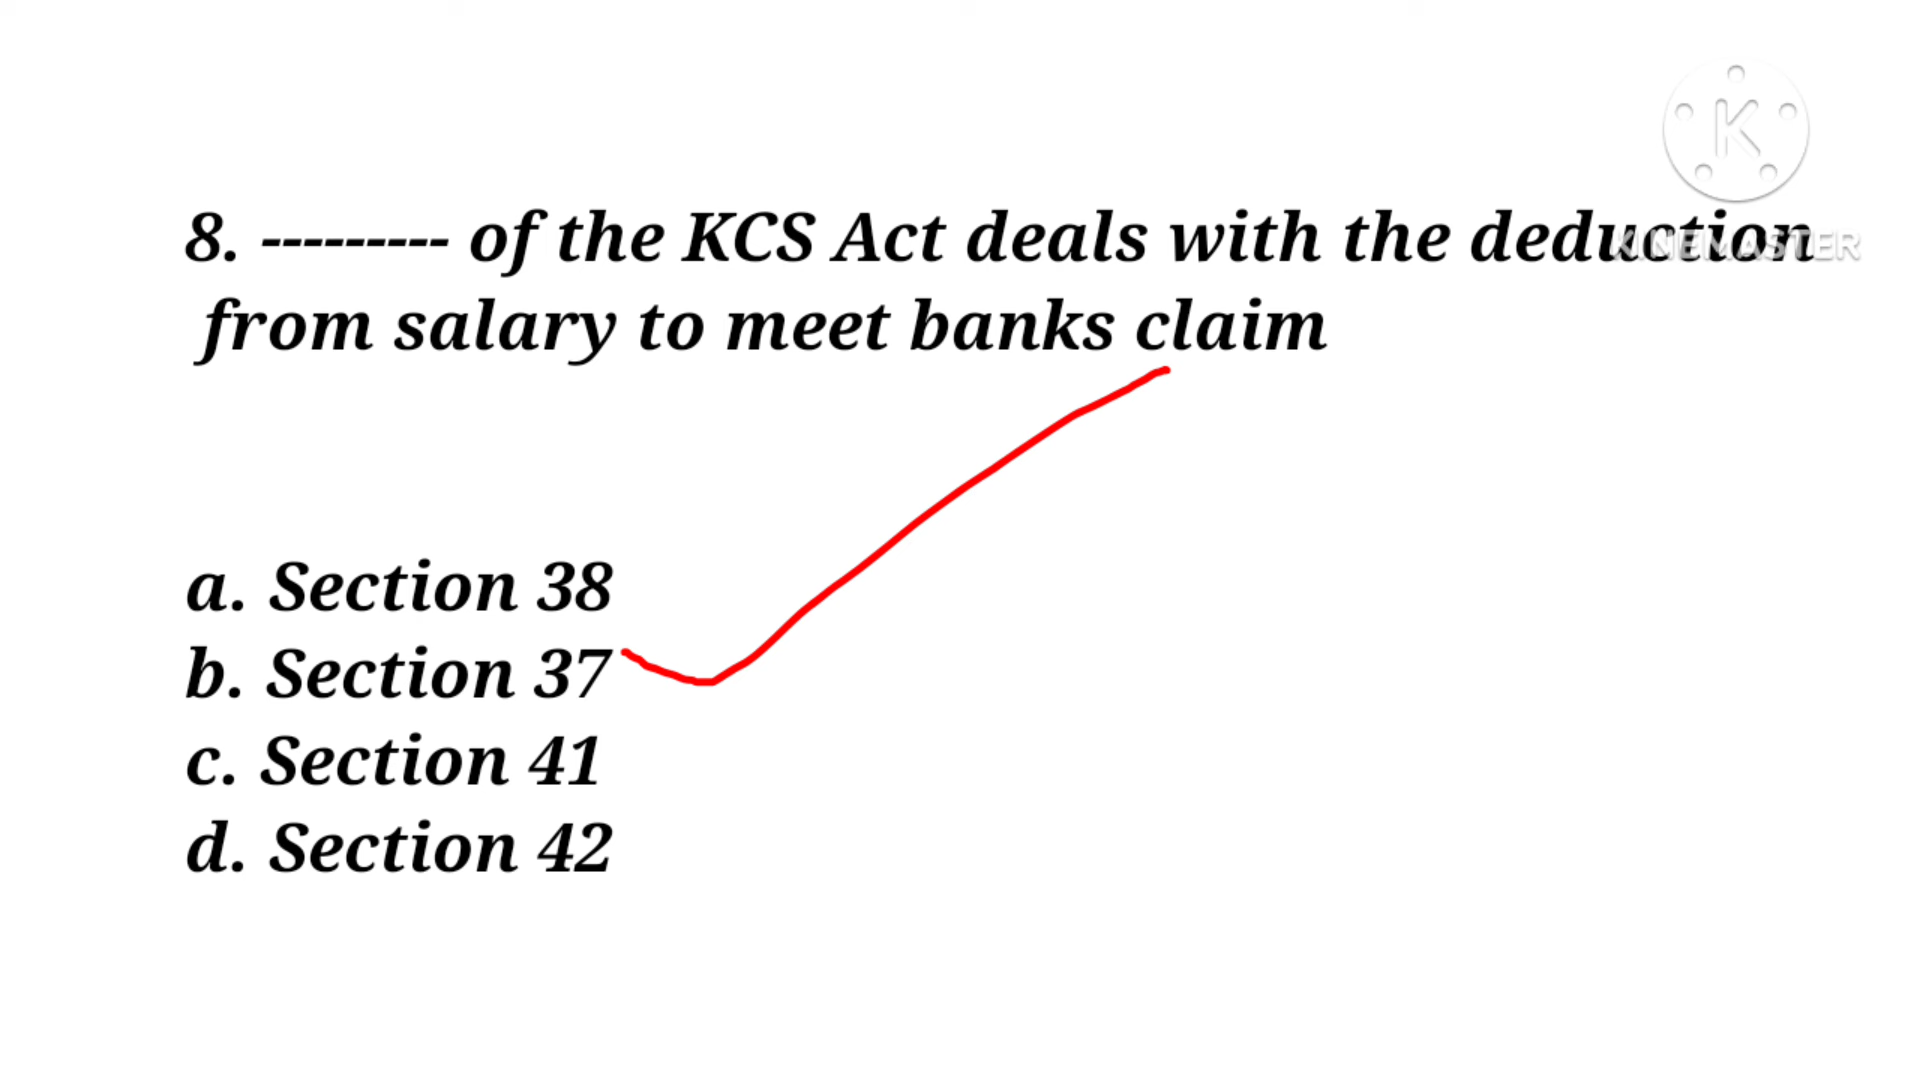 K
8. --------- of the KCS Act deals with the deduction
KINEMASTER
from salary to meet banks claim
a. Section 38
b. Section 37
c. Section 41
d. Section 42